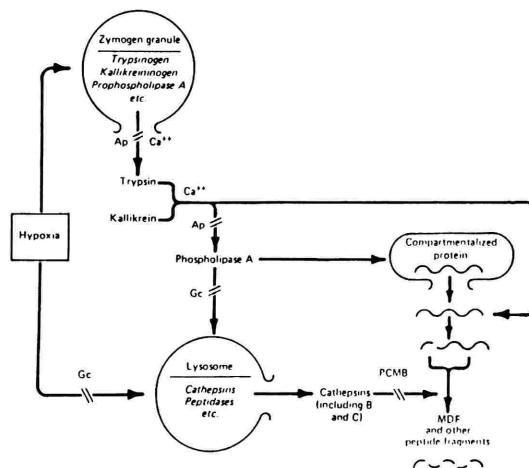 Zymogen granule
Trypsinogen
Kallikreininogen
Prophospholipase A
etc.
Ap Ca++
Trypsin
Ca++
Kallikrein
Ap
Hypoxia
Phospholipase A
Compartmentalized
protein
Gc
Gc
Lysosome
Cathepsins
Peptidases
etc.
Cathepsins
(including B
and C)
PCMB
MDF
and other
peptide fragments